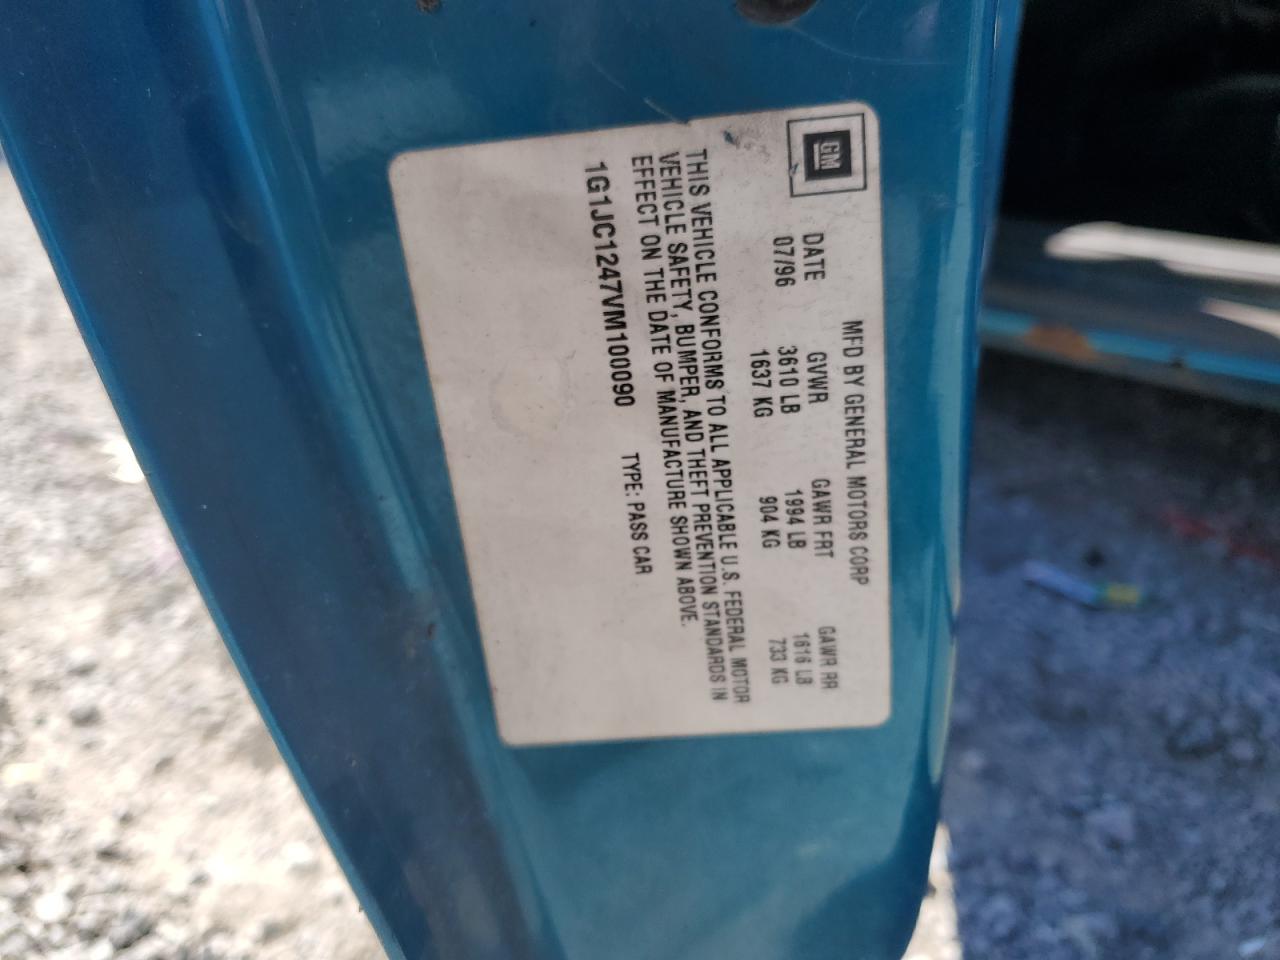 GM
MFD BY GENERAL MOTORS CORP
DATE GVWR GAWR FRT GAWR RR
07/96 3610 LB 1994 LB 1616 LB
1637 KG 904 KG 733 KG
THIS VEHICLE CONFORMS TO ALL APPLICABLE U.S. FEDERAL MOTOR
VEHICLE SAFETY, BUMPER, AND THEFT PREVENTION STANDARDS IN
EFFECT ON THE DATE OF MANUFACTURE SHOWN ABOVE.
1G1JC1247VM100090 TYPE: PASS CAR